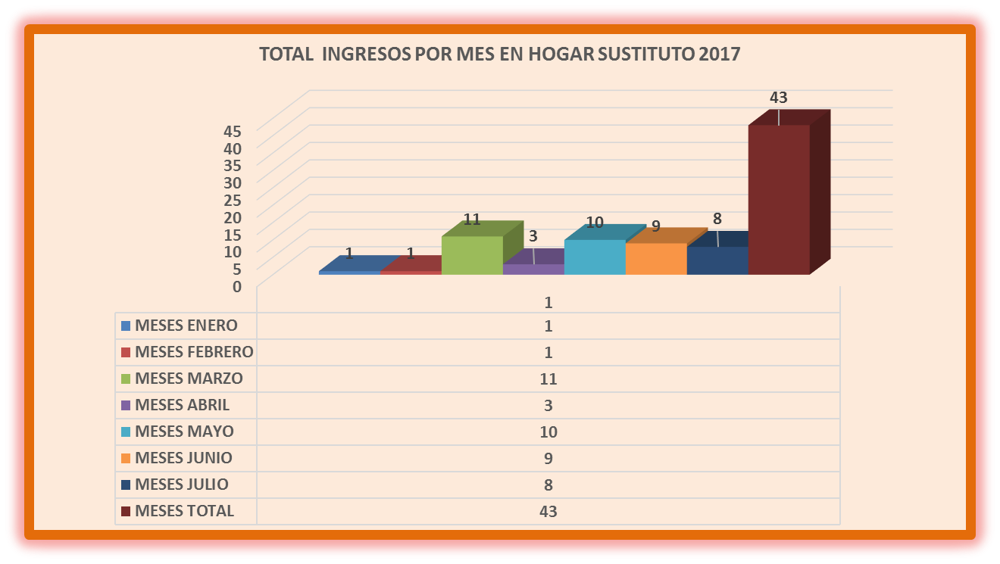 TOTAL  INGRESOS POR MES EN HOGAR SUSTITUTO 2017
43
45
40
35
30
25
20
15
10
5
0
1
1
11
3
10
9
8
1
MESES ENERO 1
MESES FEBRERO 1
MESES MARZO 11
MESES ABRIL 3
MESES MAYO 10
MESES JUNIO 9
MESES JULIO 8
MESES TOTAL 43